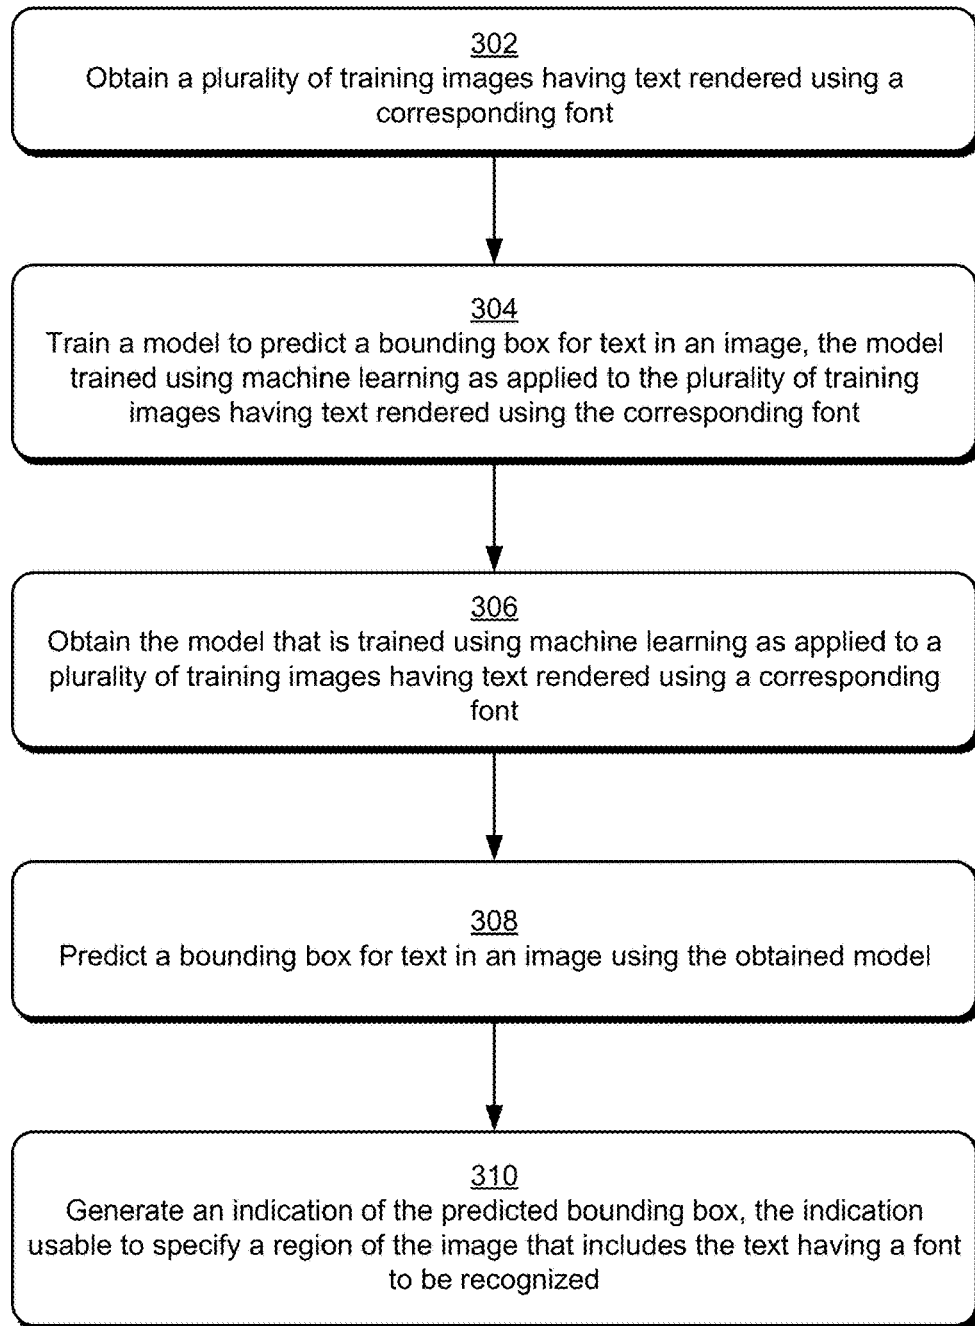 302
Obtain a plurality of training images having text rendered using a
corresponding font
304
Train a model to predict a bounding box for text in an image, the model
trained using machine learning as applied to the plurality of training
images having text rendered using the corresponding font
306
Obtain the model that is trained using machine learning as applied to a
plurality of training images having text rendered using a corresponding
font
308
Predict a bounding box for text in an image using the obtained model
310
Generate an indication of the predicted bounding box, the indication
usable to specify a region of the image that includes the text having a font
to be recognized